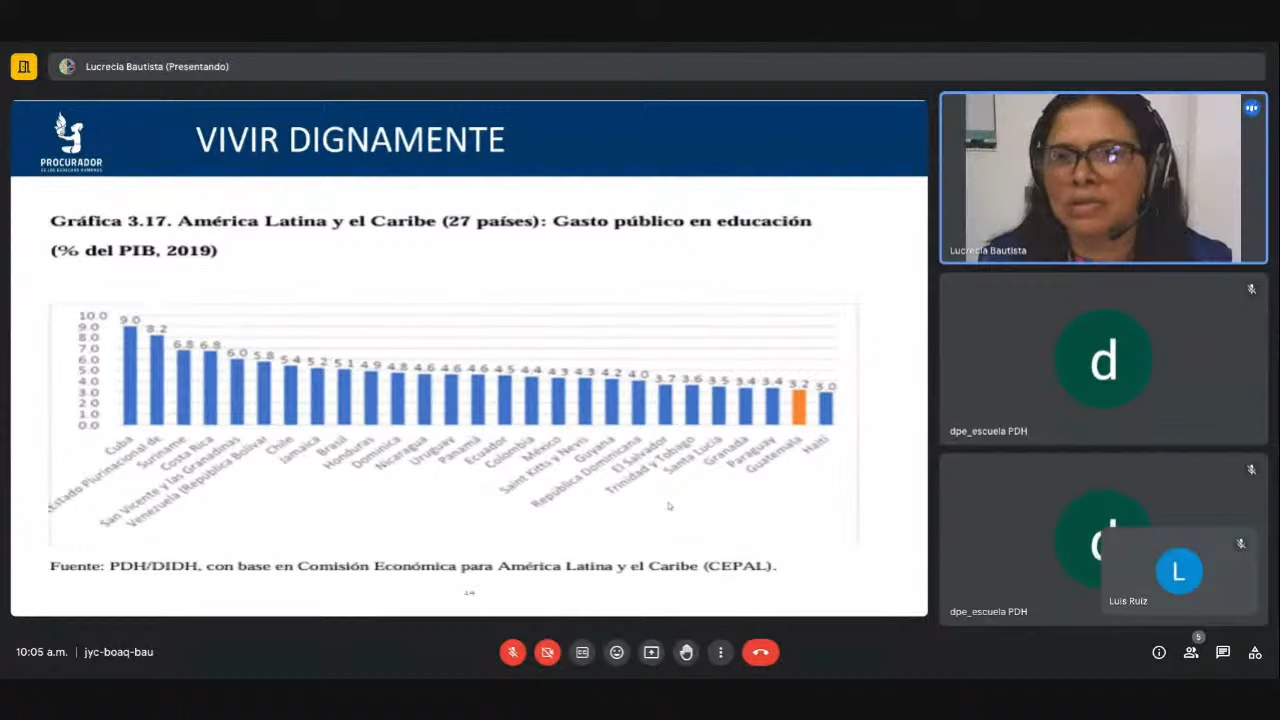 Lucrecia Bautista (Presentando)
PROCURADOR
DE LOS DERECHOS HUMANOS
VIVIR DIGNAMENTE
Gráfica 3.17. América Latina y el Caribe (27 países): Gasto público en educación
(% del PIB, 2019)
10.0
9.0
8.0
7.0
6.0
5.0
4.0
3.0
2.0
1.0
0.0
9.0 8.2 6.8 6.8 6.0 5.8 5.4 5.2 5.1 4.9 4.8 4.6 4.6 4.6 4.5 4.4 4.3 4.3 4.2 4.0 3.7 3.6 3.5 3.4 3.4 3.2 3.0
Cuba
Estado Plurinacional de
Suriname
Costa Rica
San Vicente y las Granadinas
Venezuela (República Bolivar
Chile
Jamaica
Brasil
Honduras
Dominica
Nicaragua
Uruguay
Panamá
Ecuador
Colombia
México
Saint Kitts y Nevis
Guyana
República Dominicana
El Salvador
Trinidad y Tobago
Santa Lucía
Granada
Paraguay
Guatemala
Haití
Fuente: PDH/DIDH, con base en Comisión Económica para América Latina y el Caribe (CEPAL).
Lucrecia Bautista
d
dpe_escuela PDH
d
dpe_escuela PDH
L
Luis Ruiz
10:05 a.m. | jyc-boaq-bau
5